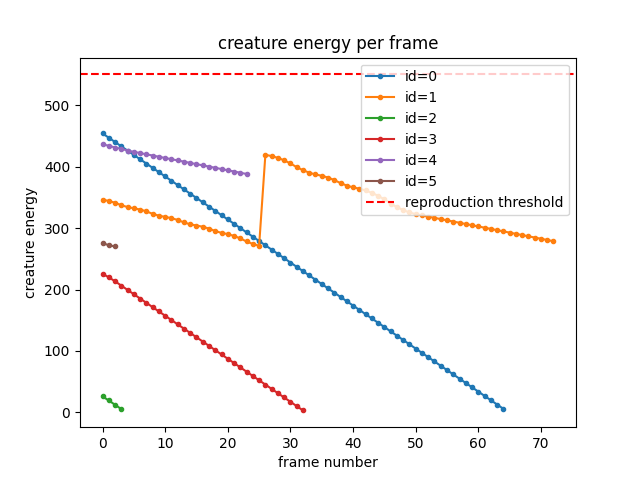 creature energy per frame
id=0
id=1
id=2
id=3
id=4
id=5
reproduction threshold
creature energy
500
400
300
200
100
0
0 10 20 30 40 50 60 70
frame number